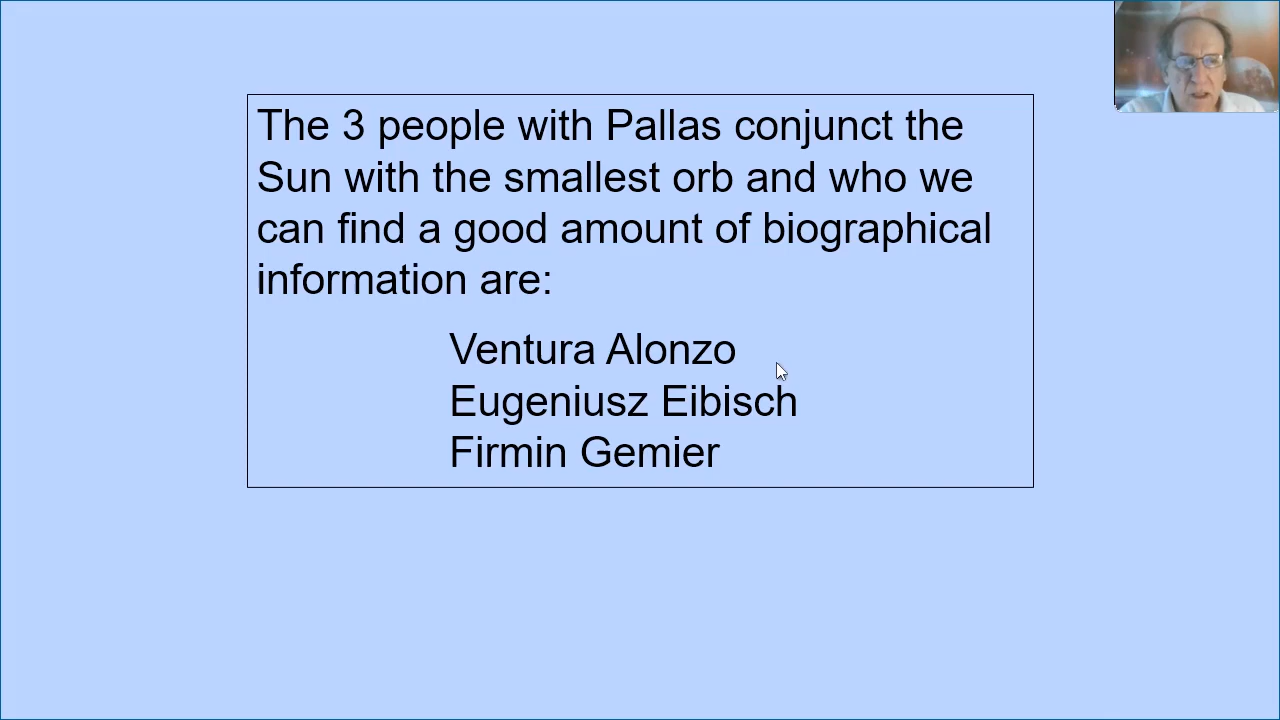 The 3 people with Pallas conjunct the
Sun with the smallest orb and who we
can find a good amount of biographical
information are:
Ventura Alonzo
Eugeniusz Eibisch
Firmin Gemier